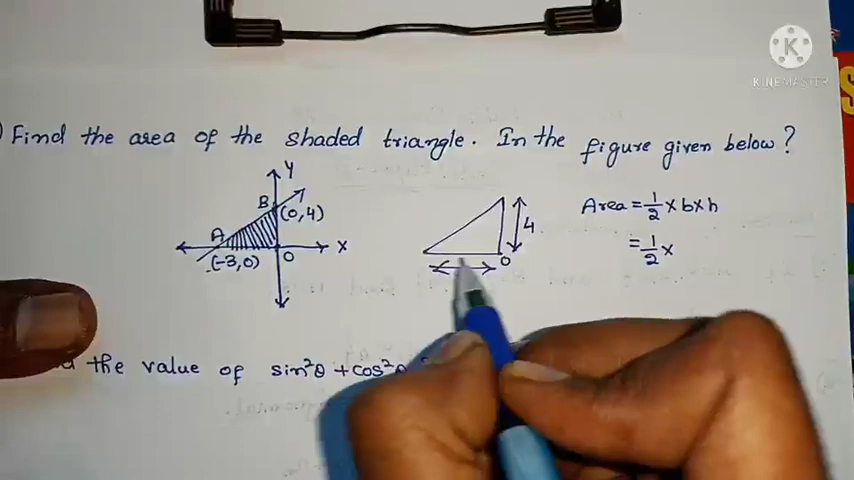 K
KINEMASTER
) Find the area of the shaded triangle. In the figure given below?
Y
B
(0,4)
A
X
(-3,0)
O
4
O
Area = 1/2 x b x h
= 1/2 x
the value of sin²θ + cos²θ